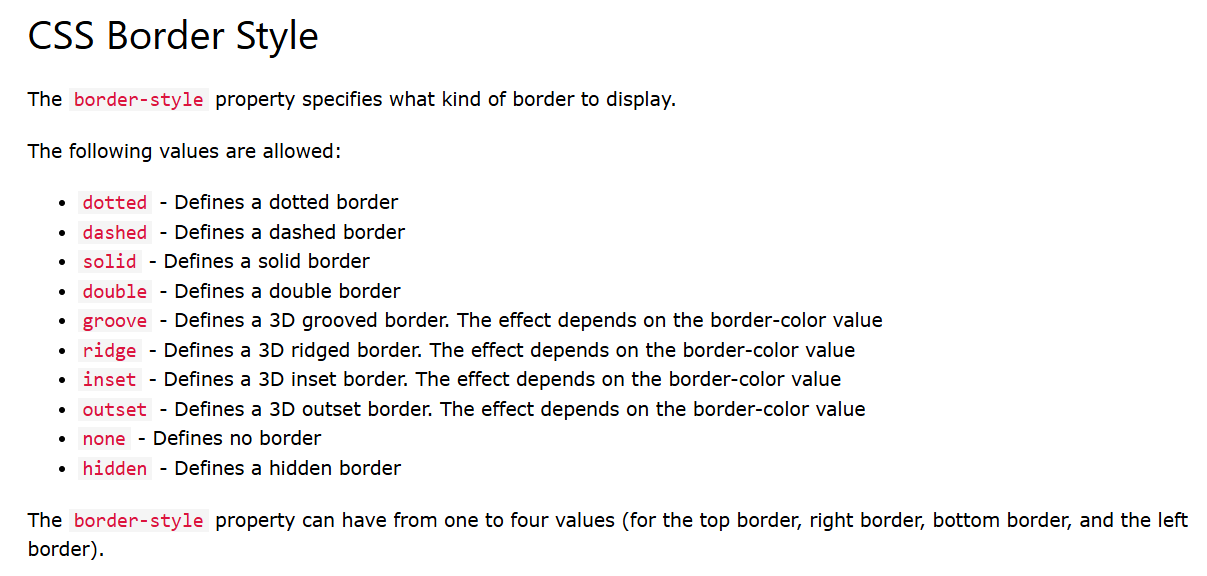 CSS Border Style
The border-style property specifies what kind of border to display.
The following values are allowed:
• dotted - Defines a dotted border
• dashed - Defines a dashed border
• solid - Defines a solid border
• double - Defines a double border
• groove - Defines a 3D grooved border. The effect depends on the border-color value
• ridge - Defines a 3D ridged border. The effect depends on the border-color value
• inset - Defines a 3D inset border. The effect depends on the border-color value
• outset - Defines a 3D outset border. The effect depends on the border-color value
• none - Defines no border
• hidden - Defines a hidden border
The border-style property can have from one to four values (for the top border, right border, bottom border, and the left
border).